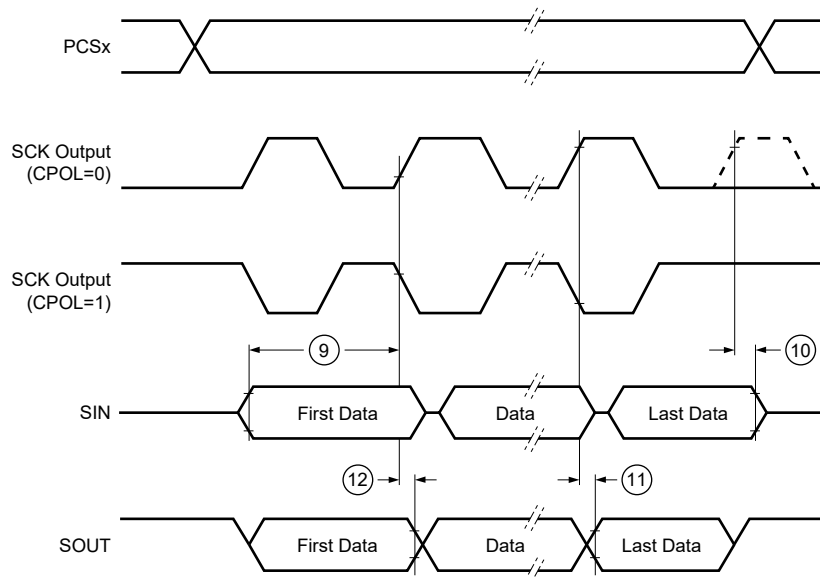 PCSx
SCK Output
(CPOL=0)
SCK Output
(CPOL=1)
9
10
SIN
First Data
Data
Last Data
12
11
SOUT
First Data
Data
Last Data